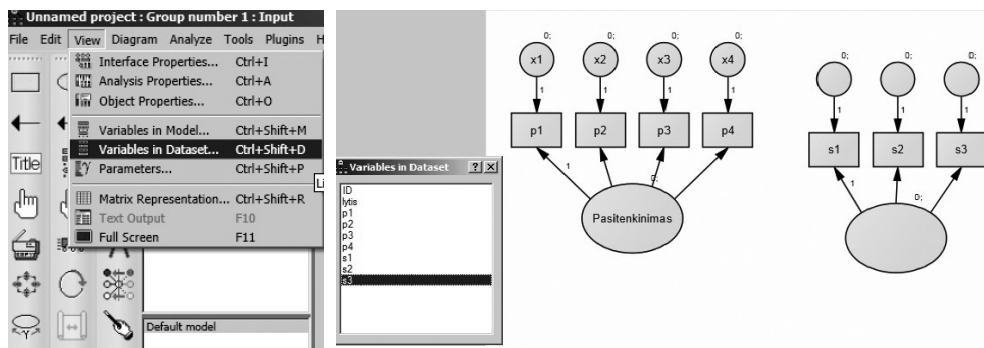 Unnamed project : Group number 1 : Input
File Edit View Diagram Analyze Tools Plugins H
Interface Properties... Ctrl+I
Analysis Properties... Ctrl+A
Object Properties... Ctrl+O
Variables in Model... Ctrl+Shift+M
Variables in Dataset... Ctrl+Shift+D
Parameters... Ctrl+Shift+P
Li
Matrix Representation... Ctrl+Shift+R
Text Output F10
Full Screen F11
Title
Default model
Variables in Dataset
ID
lytis
p1
p2
p3
p4
s1
s2
s3
0; 0; 0; 0;
x1 x2 x3 x4
1 1 1 1
p1 p2 p3 p4
1 0;
Pasitenkinimas
0; 0; 0;
1 1 1
s1 s2 s3
1 0;